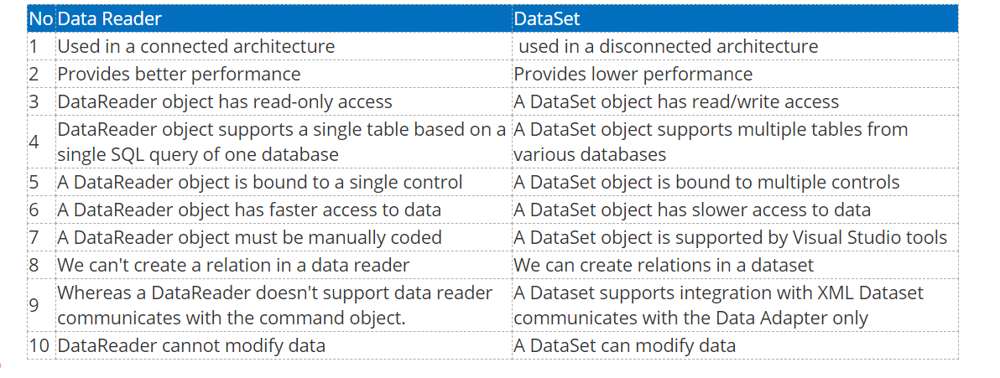 No Data Reader DataSet
1 Used in a connected architecture used in a disconnected architecture
2 Provides better performance Provides lower performance
3 DataReader object has read-only access A DataSet object has read/write access
4 DataReader object supports a single table based on a single SQL query of one database A DataSet object supports multiple tables from various databases
5 A DataReader object is bound to a single control A DataSet object is bound to multiple controls
6 A DataReader object has faster access to data A DataSet object has slower access to data
7 A DataReader object must be manually coded A DataSet object is supported by Visual Studio tools
8 We can't create a relation in a data reader We can create relations in a dataset
9 Whereas a DataReader doesn't support data reader communicates with the command object. A Dataset supports integration with XML Dataset communicates with the Data Adapter only
10 DataReader cannot modify data A DataSet can modify data